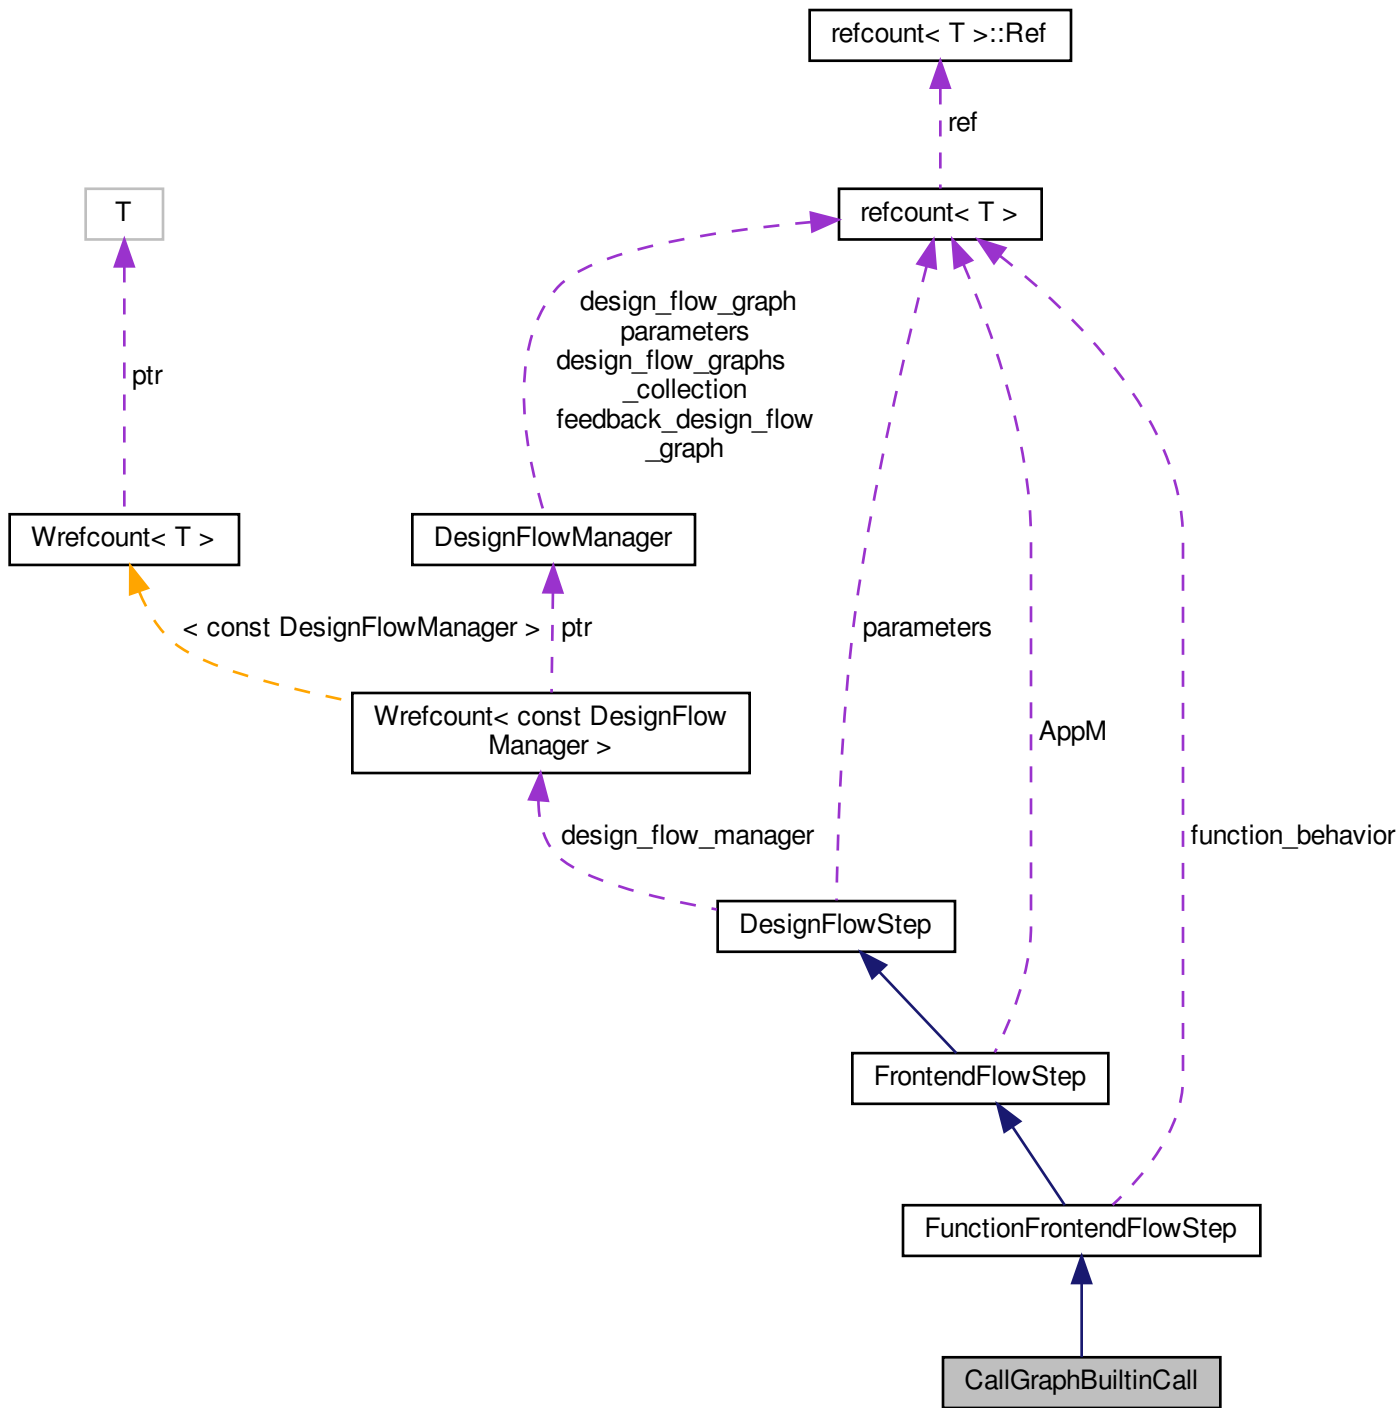 refcount< T >::Ref
ref
T
refcount< T >
design_flow_graph
parameters
design_flow_graphs
_collection
feedback_design_flow
_graph
ptr
Wrefcount< T >
DesignFlowManager
< const DesignFlowManager >
ptr
parameters
Wrefcount< const DesignFlow
Manager >
AppM
design_flow_manager
function_behavior
DesignFlowStep
FrontendFlowStep
FunctionFrontendFlowStep
CallGraphBuiltinCall